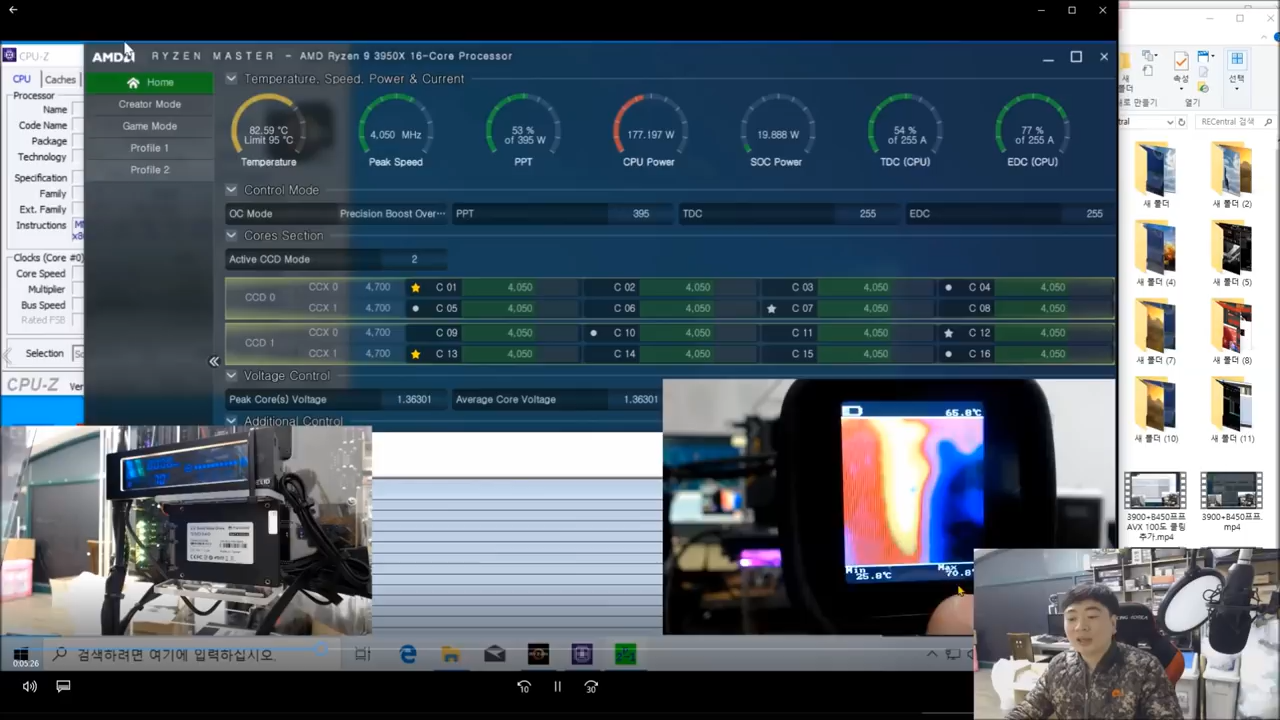 CPU-Z
AMD RYZEN MASTER - AMD Ryzen 9 3950X 16-Core Processor
CPU Caches
Processor
Name
Code Name
Package
Technology
Specification
Family
Ext. Family
Instructions
Clocks (Core #0)
Core Speed
Multiplier
Bus Speed
Rated FSB
Selection
CPU-Z Ver
Home
Creator Mode
Game Mode
Profile 1
Profile 2
Temperature, Speed, Power & Current
82.59 °C
Limit 95 °C
Temperature
4,050 MHz
Peak Speed
53 %
of 395 W
PPT
177.197 W
CPU Power
19.888 W
SOC Power
54 %
of 255 A
TDC (CPU)
77 %
of 255 A
EDC (CPU)
Control Mode
OC Mode Precision Boost Over··· PPT 395 TDC 255 EDC 255
Cores Section
Active CCD Mode 2
CCD 0
CCX 0 4,700 C 01 4,050 C 02 4,050 C 03 4,050 C 04 4,050
CCX 1 4,700 C 05 4,050 C 06 4,050 C 07 4,050 C 08 4,050
CCD 1
CCX 0 4,700 C 09 4,050 C 10 4,050 C 11 4,050 C 12 4,050
CCX 1 4,700 C 13 4,050 C 14 4,050 C 15 4,050 C 16 4,050
Voltage Control
Peak Core(s) Voltage 1.36301 Average Core Voltage 1.36301
Additional Control
65.8℃
Min
25.8℃
Max
70.8
검색하려면 여기에 입력하십시오.
0:05:26
10
30
속성
선택
새로 만들기
열기
RECentral 검색
새 폴더
새 폴더 (2)
새 폴더 (4)
새 폴더 (5)
새 폴더 (7)
새 폴더 (8)
새 폴더 (10)
새 폴더 (11)
3900+B450프프
AVX 100도 쿨링
추가.mp4
3900+B450프프.
mp4